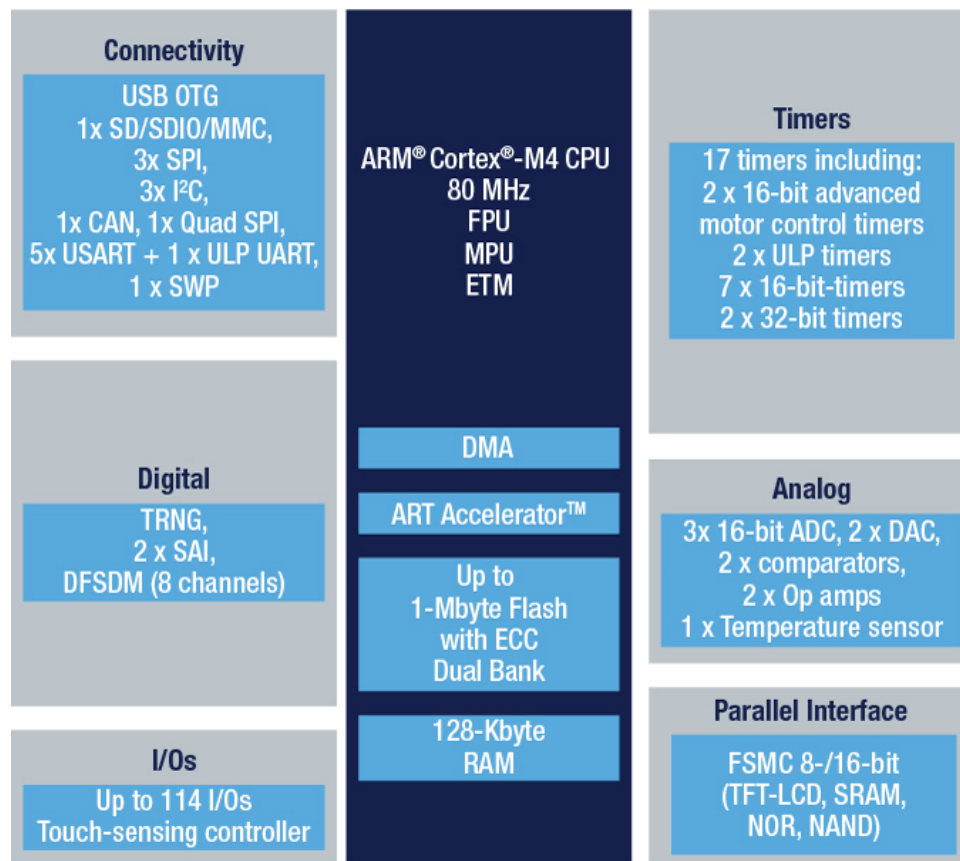 Connectivity
USB OTG
1x SD/SDIO/MMC,
3x SPI,
3x I²C,
1x CAN, 1x Quad SPI,
5x USART + 1 x ULP UART,
1 x SWP
Digital
TRNG,
2 x SAI,
DFSDM (8 channels)
I/Os
Up to 114 I/Os
Touch-sensing controller
ARM® Cortex®-M4 CPU
80 MHz
FPU
MPU
ETM
DMA
ART Accelerator™
Up to
1-Mbyte Flash
with ECC
Dual Bank
128-Kbyte
RAM
Timers
17 timers including:
2 x 16-bit advanced
motor control timers
2 x ULP timers
7 x 16-bit-timers
2 x 32-bit timers
Analog
3x 16-bit ADC, 2 x DAC,
2 x comparators,
2 x Op amps
1 x Temperature sensor
Parallel Interface
FSMC 8-/16-bit
(TFT-LCD, SRAM,
NOR, NAND)